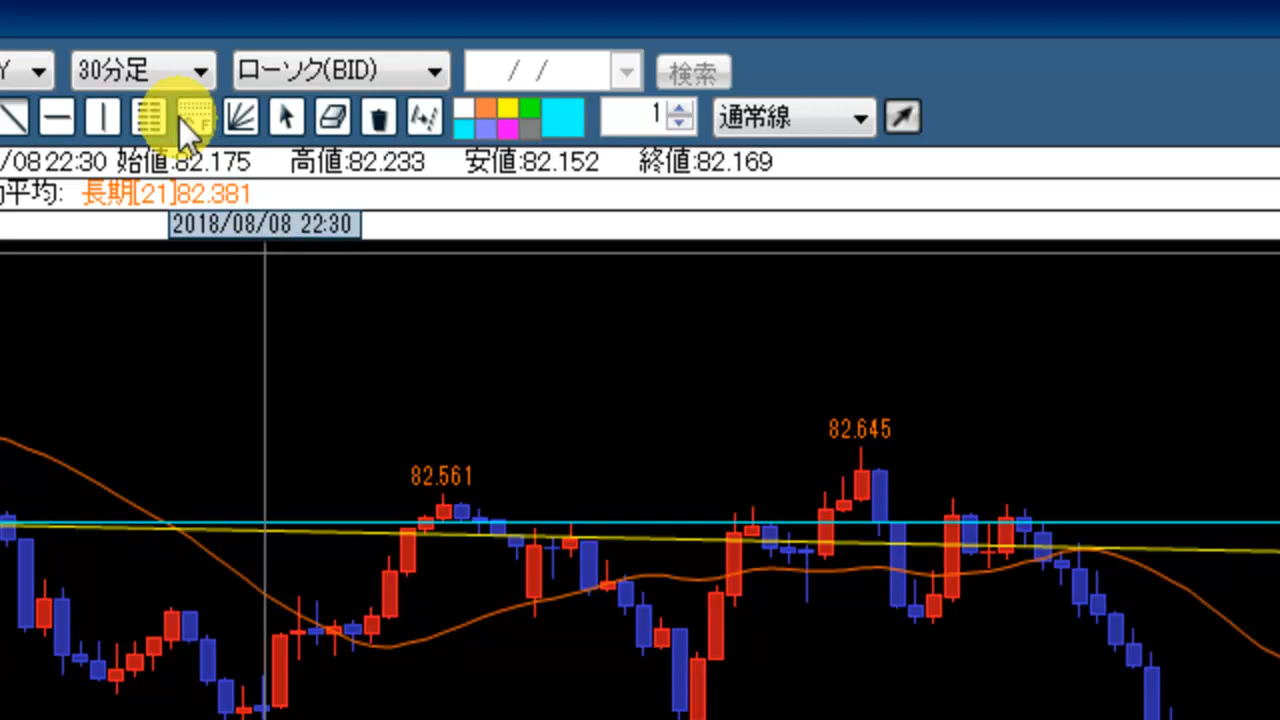 Y 30分足 ローソク(BID) / / 検索
F 1 通常線
/08 22:30 始値:82.175 高値:82.233 安値:82.152 終値:82.169
平均: 長期[21]82.381
2018/08/08 22:30
82.645
82.561